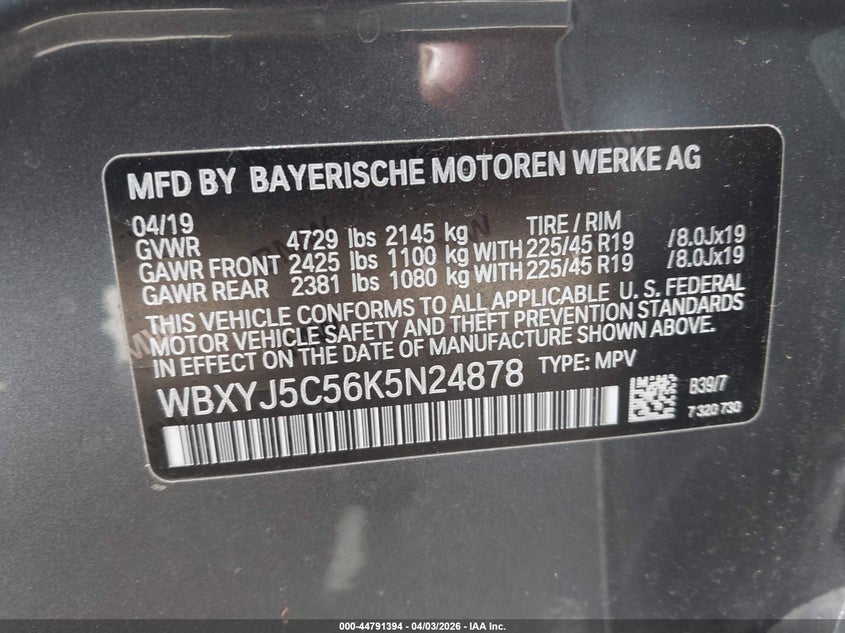 MFD BY BAYERISCHE MOTOREN WERKE AG
04/19 TIRE / RIM
GVWR 4729 lbs 2145 kg
GAWR FRONT 2425 lbs 1100 kg WITH 225/45 R19 /8.0Jx19
GAWR REAR 2381 lbs 1080 kg WITH 225/45 R19 /8.0Jx19
THIS VEHICLE CONFORMS TO ALL APPLICABLE U. S. FEDERAL
MOTOR VEHICLE SAFETY AND THEFT PREVENTION STANDARDS
IN EFFECT ON THE DATE OF MANUFACTURE SHOWN ABOVE.
WBXYJ5C56K5N24878 TYPE: MPV
B39/7
7 320 730
000-44791394 | 04/03/2026 - IAA Inc.